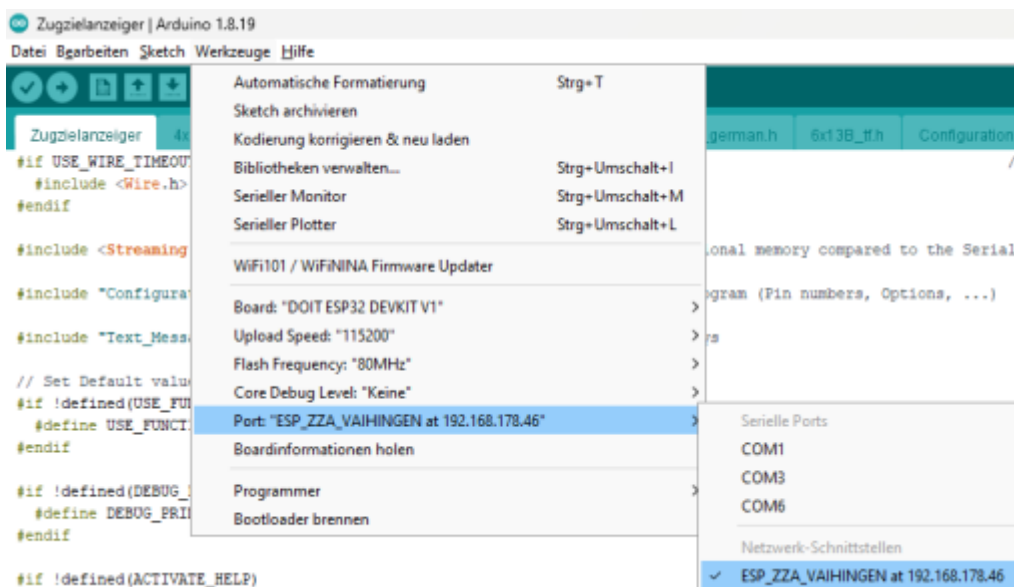 Zugzielanzeiger | Arduino 1.8.19
Datei Bearbeiten Sketch Werkzeuge Hilfe
Automatische Formatierung Strg+T
Sketch archivieren
Kodierung korrigieren & neu laden
Bibliotheken verwalten... Strg+Umschalt+I
Serieller Monitor Strg+Umschalt+M
Serieller Plotter Strg+Umschalt+L
WiFi101 / WiFiNINA Firmware Updater
Board: "DOIT ESP32 DEVKIT V1"
Upload Speed: "115200"
Flash Frequency: "80MHz"
Core Debug Level: "Keine"
Port: "ESP_ZZA_VAIHINGEN at 192.168.178.46"
Boardinformationen holen
Programmer
Bootloader brennen
Serielle Ports
COM1
COM3
COM6
Netzwerk-Schnittstellen
ESP_ZZA_VAIHINGEN at 192.168.178.46
Zugzielanzeiger 4x _german.h 6x13B_tf.h Configuration
#if USE_WIRE_TIMEOU
#include <Wire.h>
#endif
#include <Streaming onal memory compared to the Serial
#include "Configura ogram (Pin numbers, Options, ...)
#include "Text_Mess
// Set Default valu
#if !defined(USE_FU
#define USE_FUNCT
#endif
#if !defined(DEBUG_
#define DEBUG_PRI
#endif
#if !defined(ACTIVATE_HELP)